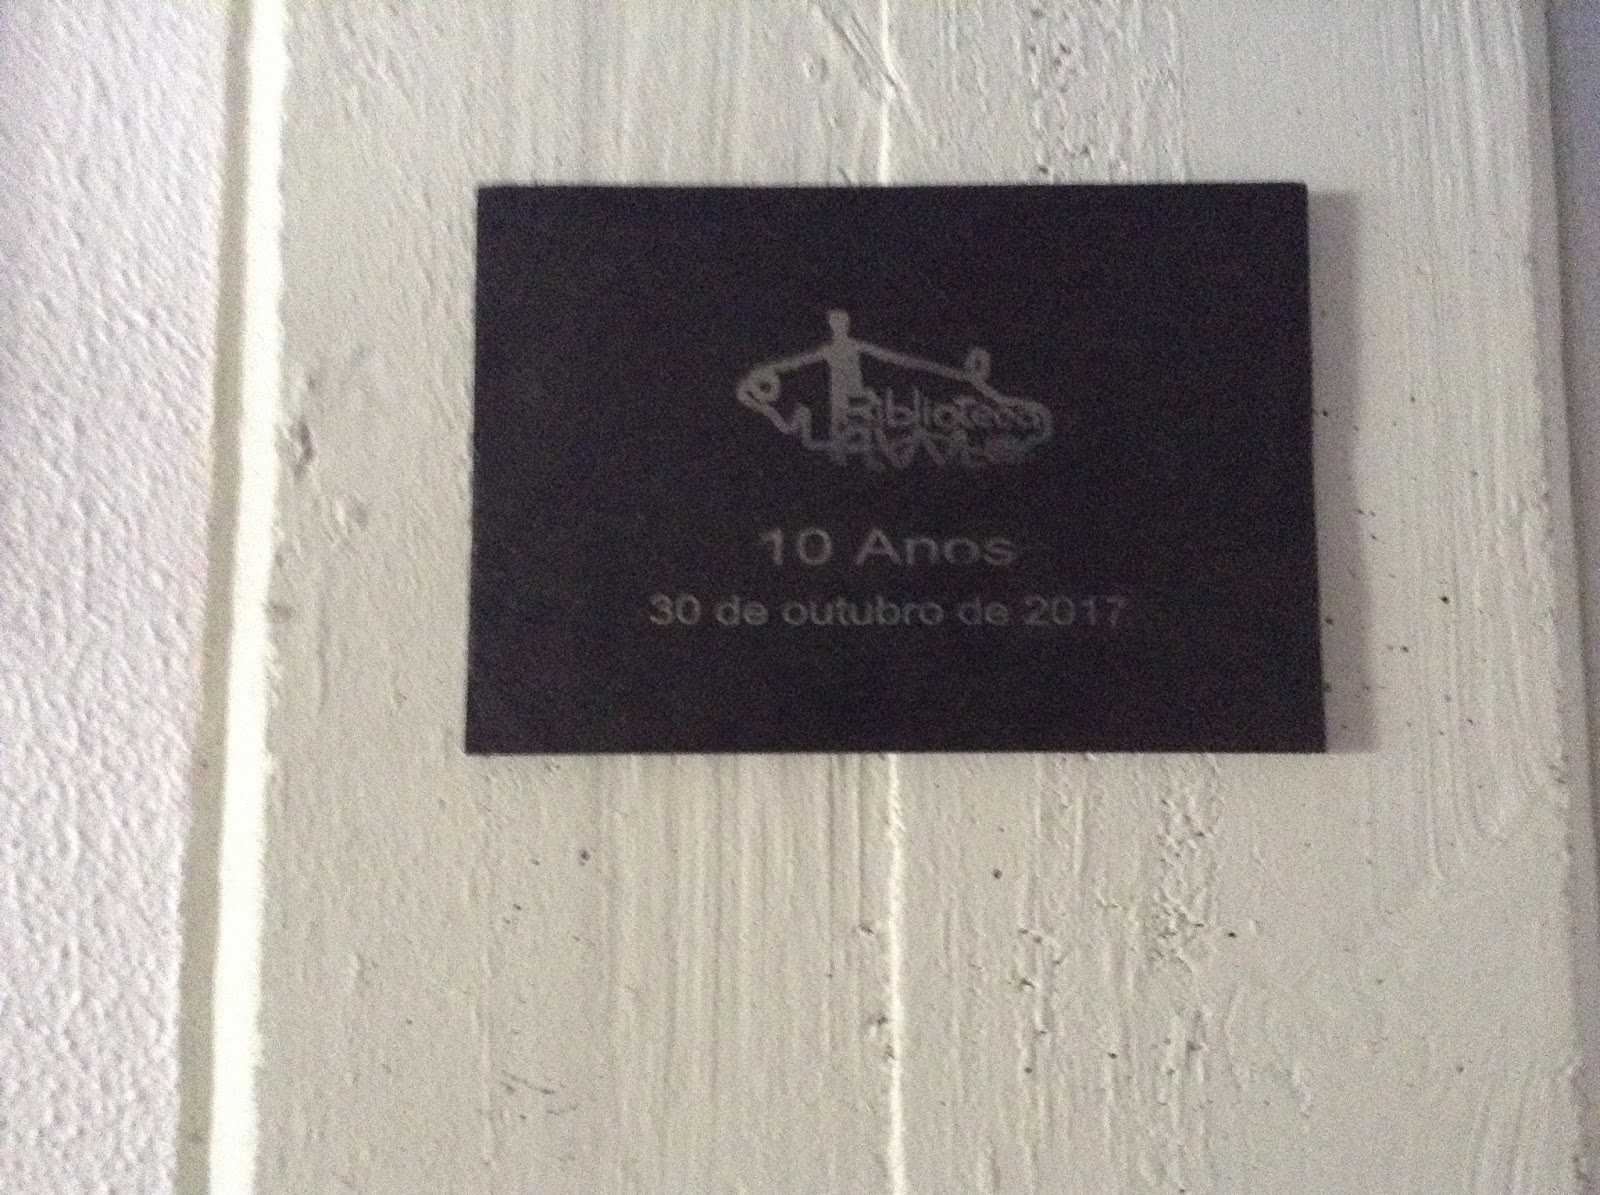 Biblioteca
10 Anos
30 de outubro de 2017